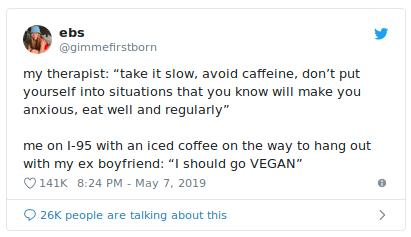 ebs
@gimmefirstborn
my therapist: “take it slow, avoid caffeine, don’t put
yourself into situations that you know will make you
anxious, eat well and regularly”
me on I-95 with an iced coffee on the way to hang out
with my ex boyfriend: “I should go VEGAN”
141K 8:24 PM - May 7, 2019
26K people are talking about this